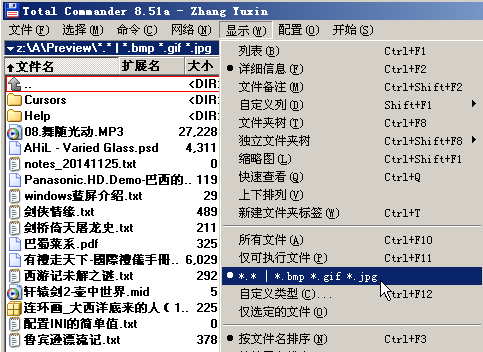 Total Commander 8.51a - Zhang Yuxin
文件(F) 选择(M) 命令(C) 网络(N) 显示(W) 配置(O) 开始(S)
z:\A\Preview\*.* | *.bmp *.gif *.jpg
文件名 扩展名 大小
.. <DIR
Cursors <DIR
Help <DIR
08.舞随光动.MP3 27,228
AHiL - Varied Glass.psd 4,311
notes_20141125.txt 0
Panasonic.HD.Demo-巴西的.. 119
windows蓝屏介绍.txt 29
剑侠情缘.txt 489
剑桥倚天屠龙史.txt 211
巴蜀菜系.pdf 325
有禮走天下-國際禮儀手冊... 6,029
西游记未解之谜.txt 292
轩辕剑2-壶中世界.mid 5
连环画_大西洋底来的人（1... 220
配置INI的简单值.txt 0
鲁宾逊漂流记.txt 377
列表(B) Ctrl+F1
详细信息(F) Ctrl+F2
文件备注(M) Ctrl+Shift+F2
自定义列(D) Shift+F1
文件夹树(T) Ctrl+F8
独立文件夹树 Ctrl+Shift+F8
缩略图(L) Ctrl+Shift+F1
快速查看(Q) Ctrl+Q
上下排列(V)
新建文件夹标签(W) Ctrl+T
所有文件(A) Ctrl+F10
仅可执行文件(P) Ctrl+F11
*.* | *.bmp *.gif *.jpg
自定义类型(C)... Ctrl+F12
仅选定的文件(O)
按文件名排序(N) Ctrl+F3